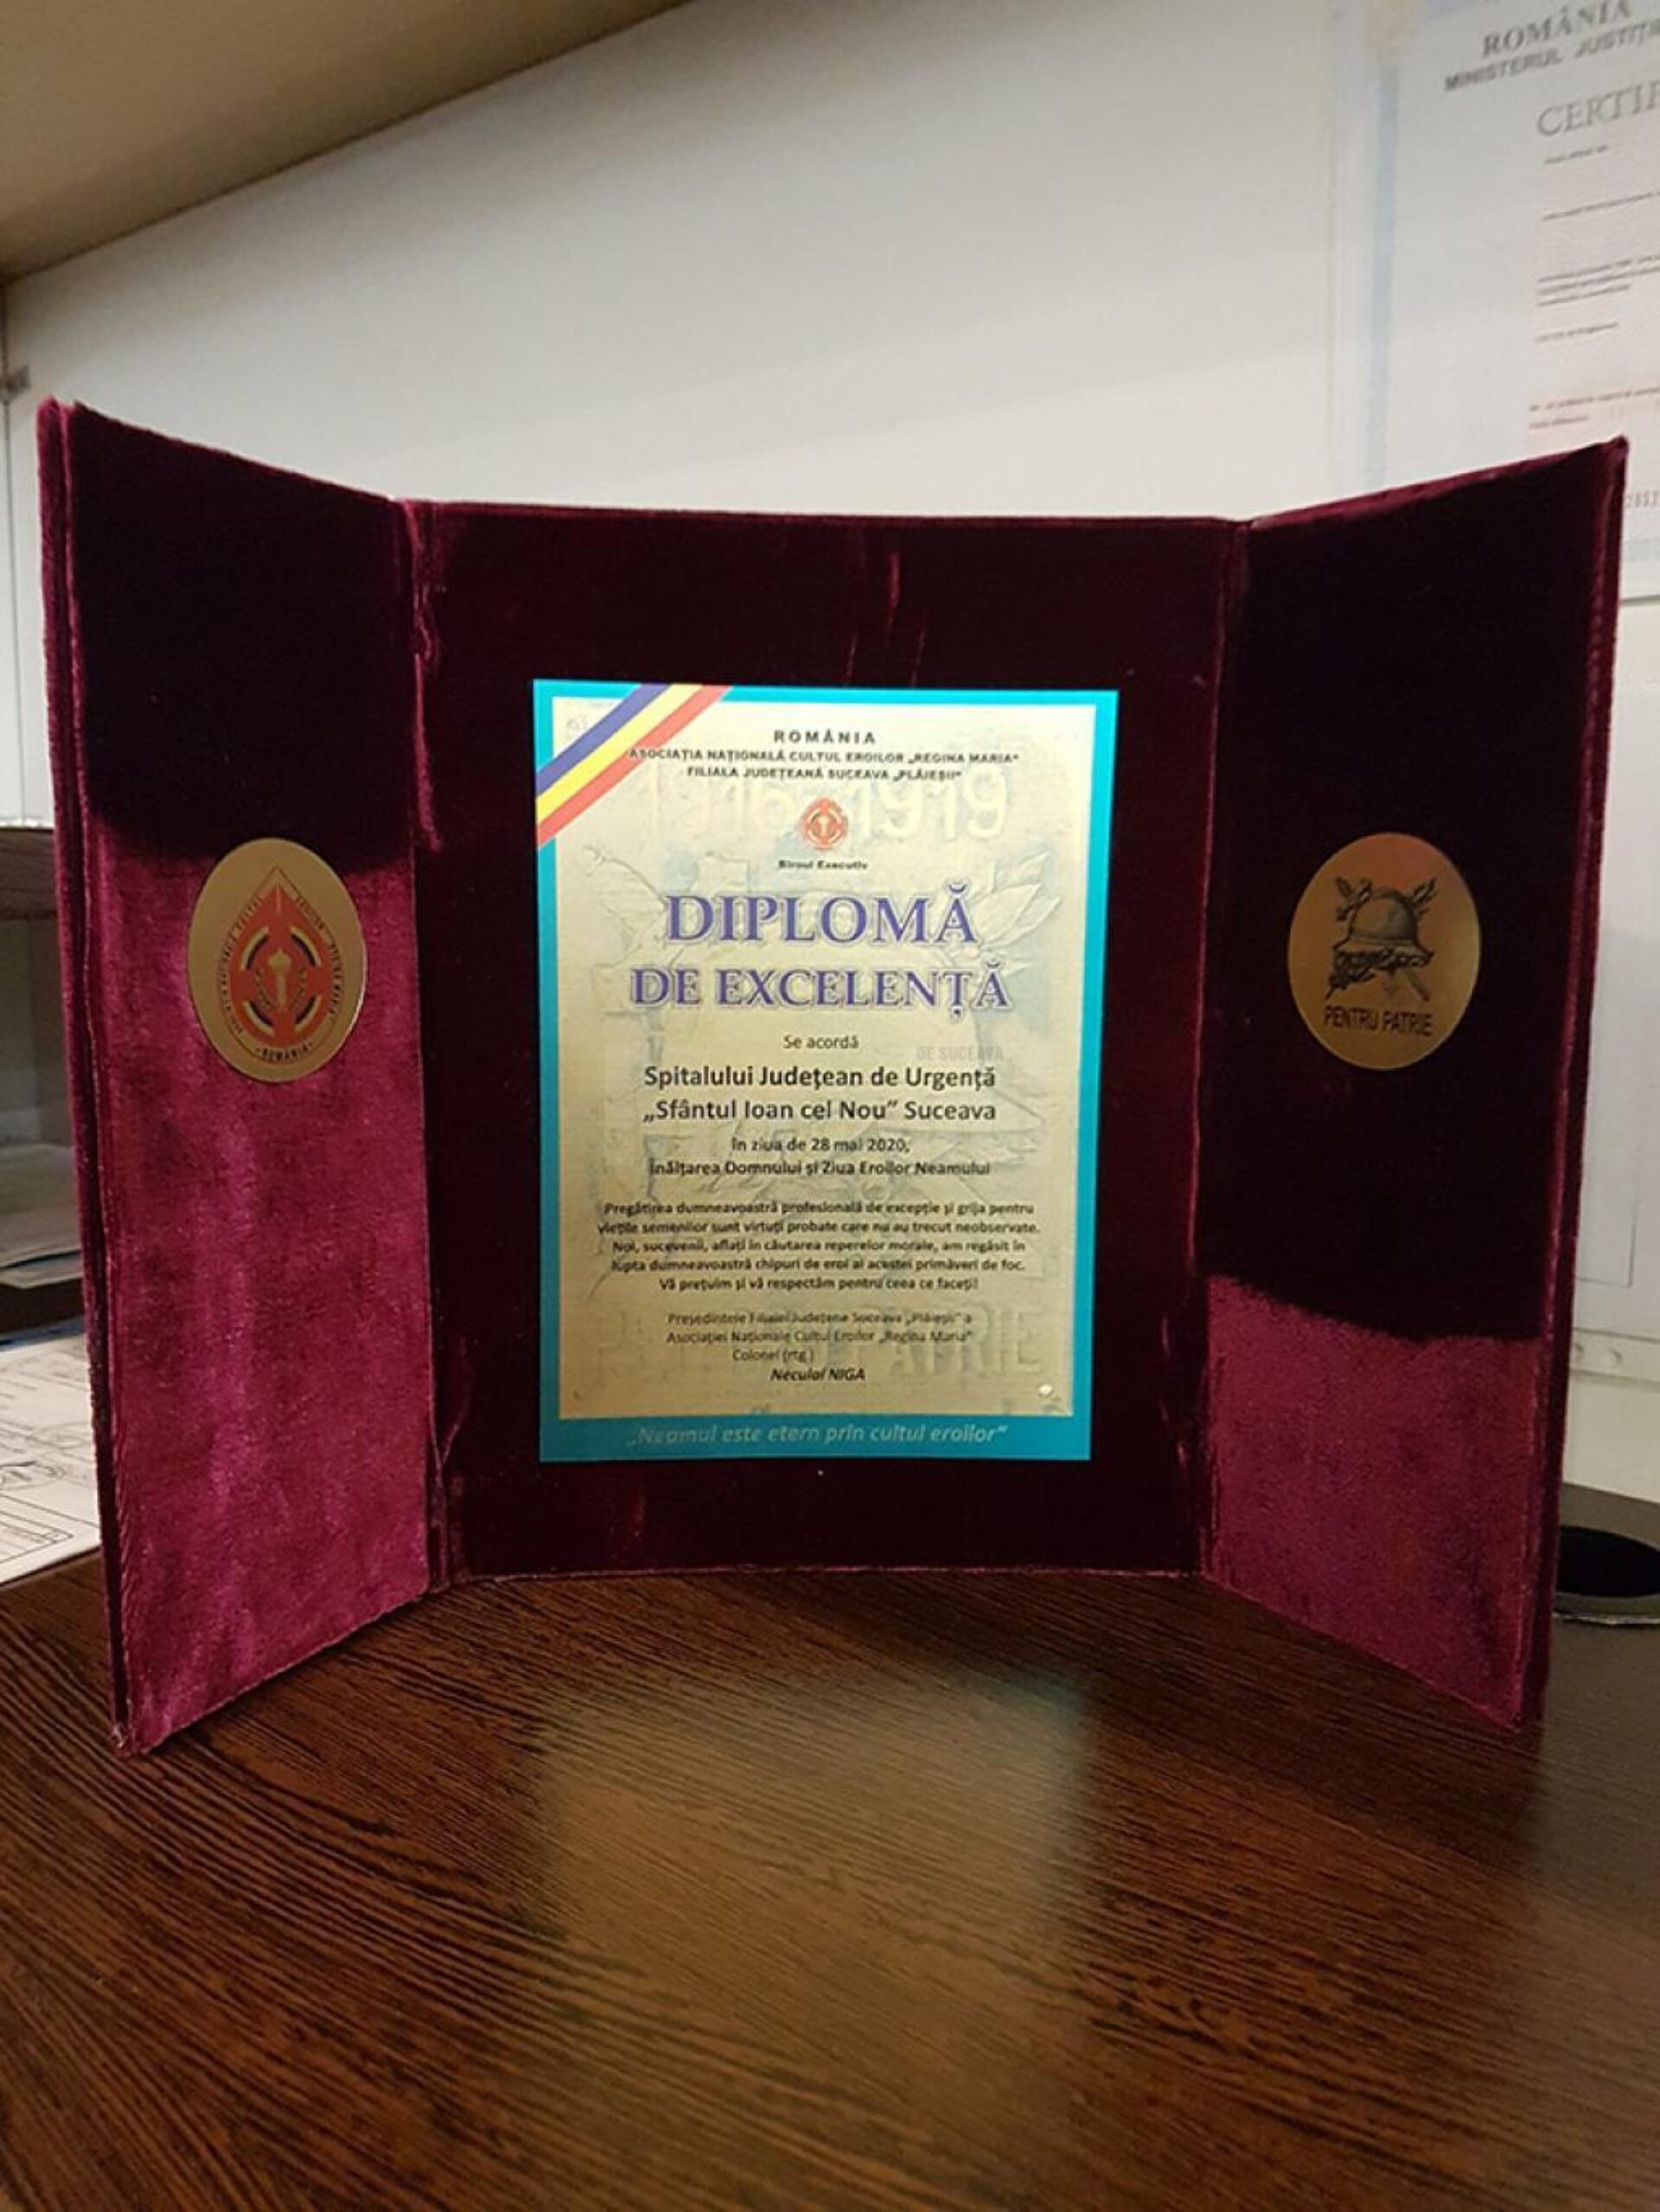 ROMÂNIA
MINISTERUL JUSTIȚIE
CERTIF
ROMÂNIA
ASOCIAȚIA NAȚIONALĂ CULTUL EROILOR „REGINA MARIA"
FILIALA JUDEȚEANĂ SUCEAVA „PLĂIEȘII"
1916 1919
Biroul Executiv
DIPLOMĂ
DE EXCELENȚĂ
Se acordă
DE SUCEAVA
Spitalului Județean de Urgență
„Sfântul Ioan cel Nou" Suceava
În ziua de 28 mai 2020,
Înălțarea Domnului și Ziua Eroilor Neamului
Pregătirea dumneavoastră profesională de excepție și grija pentru
viețile semenilor sunt virtuți probate care nu au trecut neobservate.
Noi, sucevenii, aflați în căutarea reperelor morale, am regăsit în
lupta dumneavoastră chipuri de eroi ai acestei primăveri de foc.
Vă prețuim și vă respectăm pentru ceea ce faceți!
Președintele Filialei Județene Suceava „Plăieșii" a
Asociației Naționale Cultul Eroilor „Regina Maria"
Colonel (rtg.)
Neculai NIGA
„Neamul este etern prin cultul eroilor"
ROMÂNIA
PENTRU PATRIE